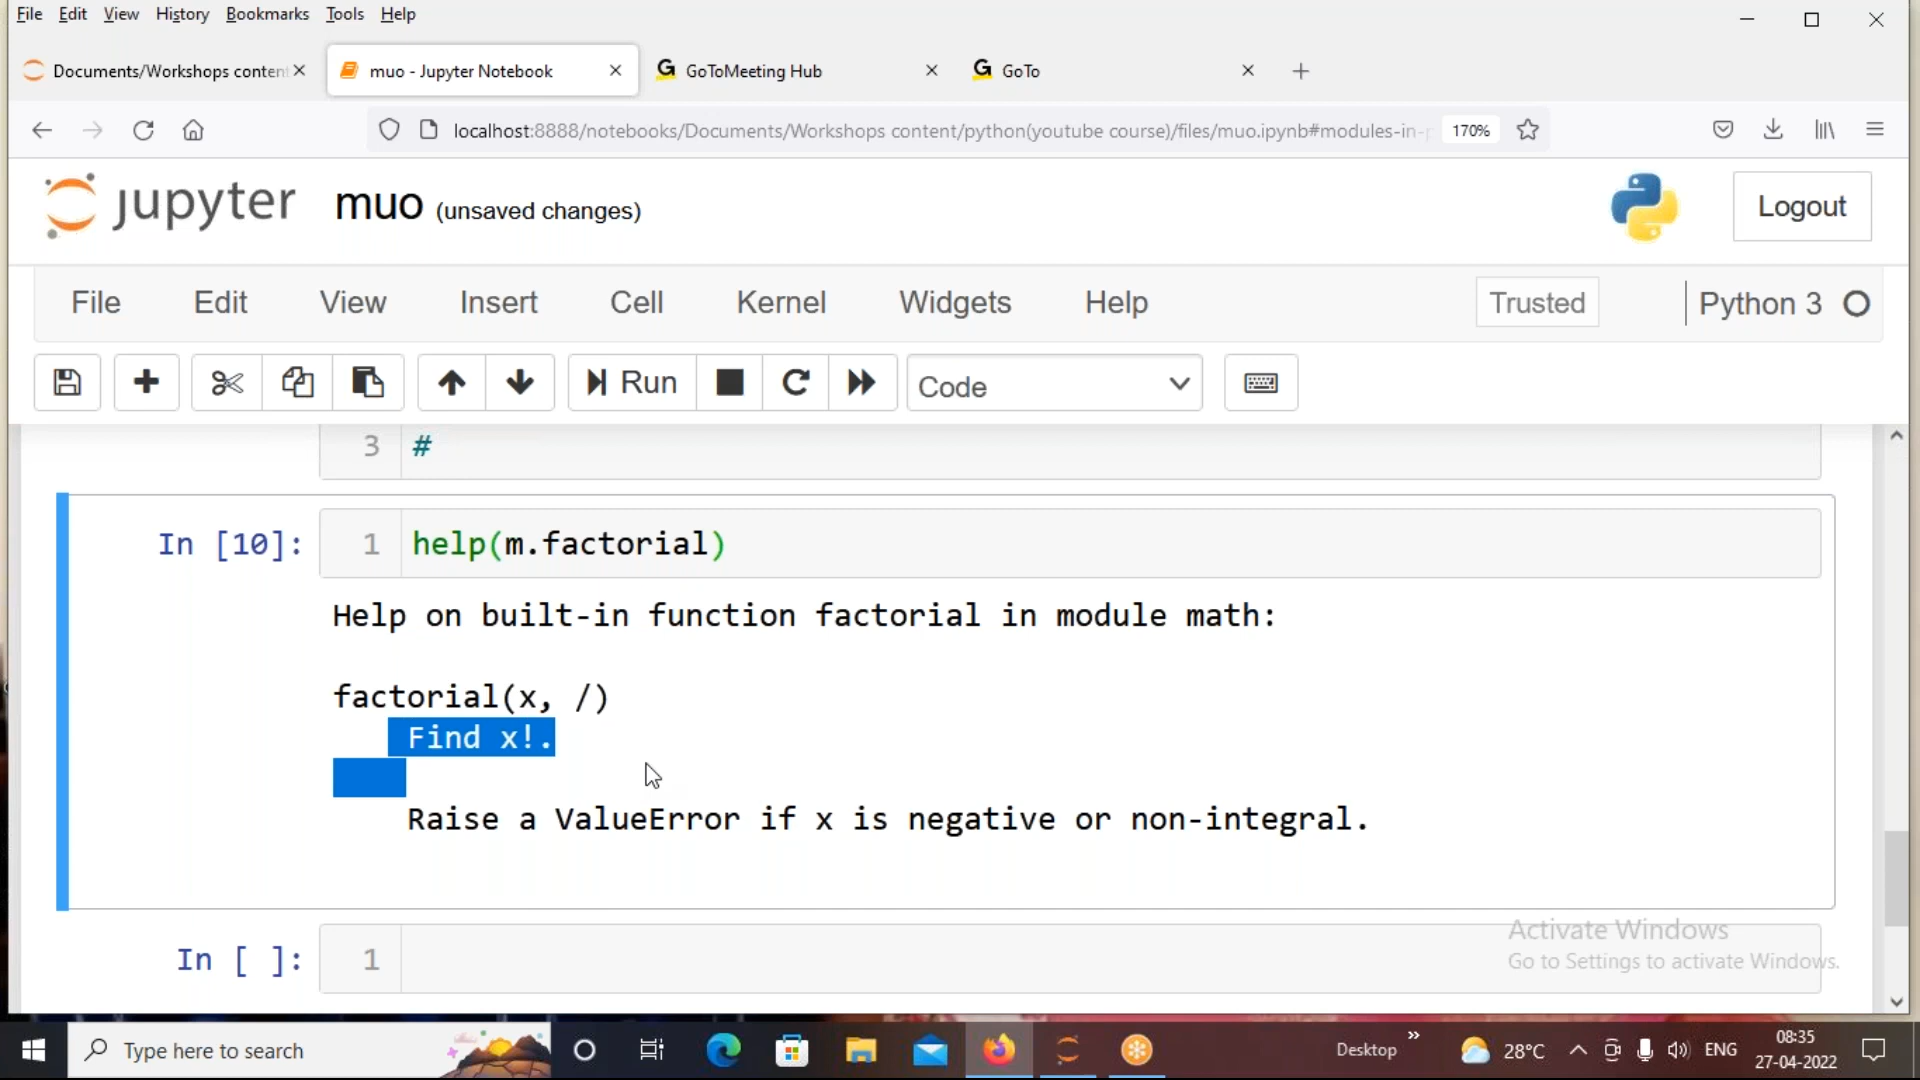 File Edit View History Bookmarks Tools Help
Documents/Workshops conten
muo - Jupyter Notebook
GoToMeeting Hub
GoTo
localhost:8888/notebooks/Documents/Workshops content/python(youtube course)/files/muo.ipynb#modules-in-p 170%
jupyter muo (unsaved changes) Logout
File Edit View Insert Cell Kernel Widgets Help Trusted Python 3
Run Code
3 #
In [10]: 1 help(m.factorial)
Help on built-in function factorial in module math:
factorial(x, /)
Find x!.
Raise a ValueError if x is negative or non-integral.
In [ ]: 1
Activate Windows
Go to Settings to activate Windows.
Type here to search Desktop 28°C ENG 08:35
27-04-2022